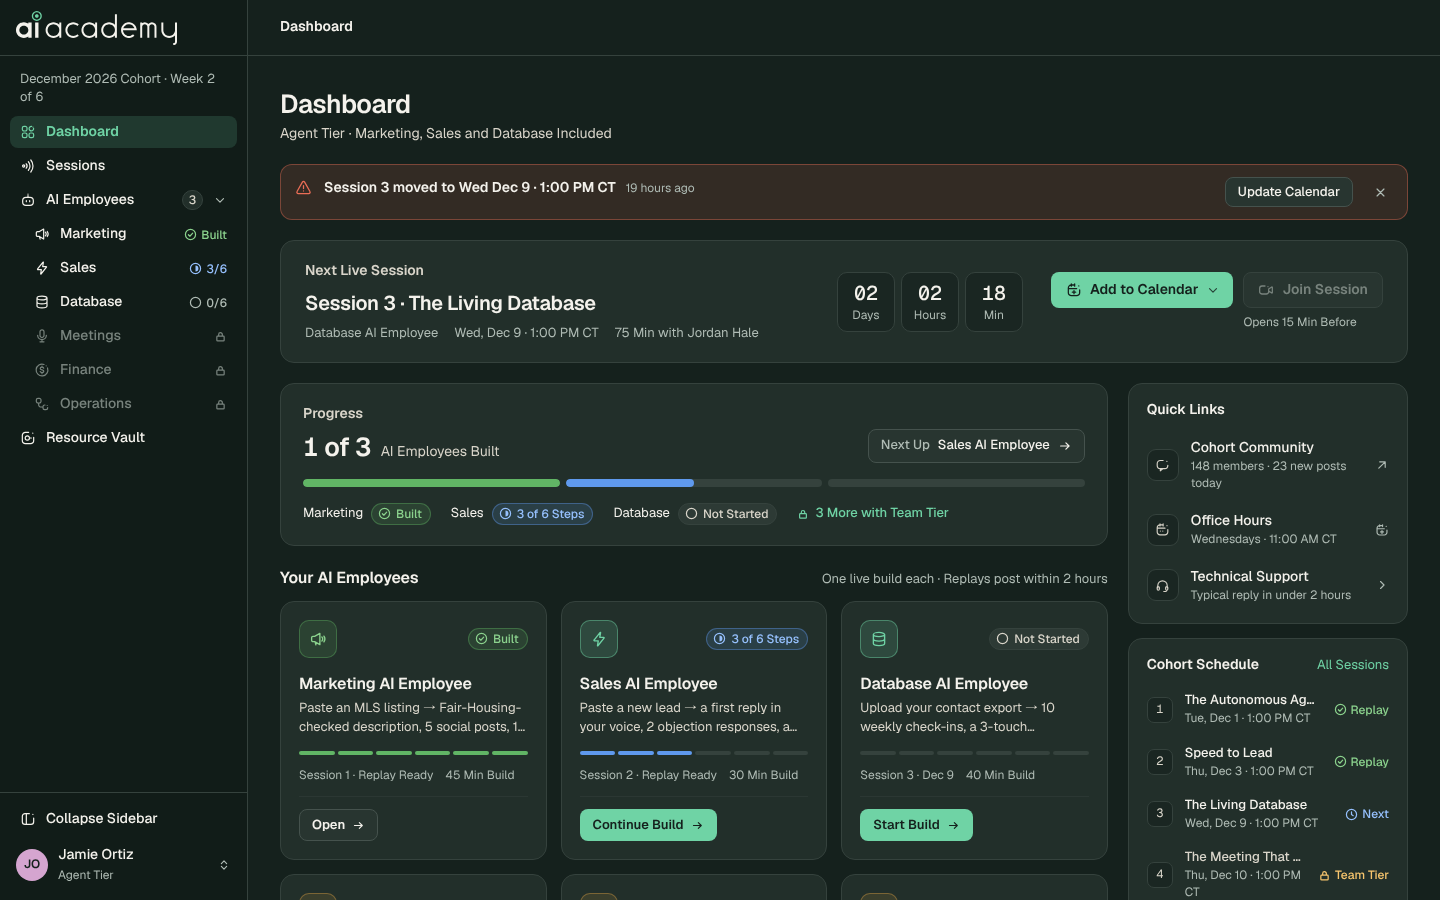 ai academy
Dashboard
December 2026 Cohort · Week 2
of 6
Dashboard
Sessions
AI Employees 3
Marketing Built
Sales 3/6
Database 0/6
Meetings
Finance
Operations
Resource Vault
Collapse Sidebar
JO
Jamie Ortiz
Agent Tier
Dashboard
Agent Tier · Marketing, Sales and Database Included
Session 3 moved to Wed Dec 9 · 1:00 PM CT 19 hours ago
Update Calendar
Next Live Session
Session 3 · The Living Database
Database AI Employee Wed, Dec 9 · 1:00 PM CT 75 Min with Jordan Hale
02 Days
02 Hours
18 Min
Add to Calendar
Join Session
Opens 15 Min Before
Progress
1 of 3 AI Employees Built
Next Up Sales AI Employee →
Marketing Built Sales 3 of 6 Steps Database Not Started 3 More with Team Tier
Your AI Employees
One live build each · Replays post within 2 hours
Built
Marketing AI Employee
Paste an MLS listing → Fair-Housing-
checked description, 5 social posts, 1...
Session 1 · Replay Ready 45 Min Build
Open →
3 of 6 Steps
Sales AI Employee
Paste a new lead → a first reply in
your voice, 2 objection responses, a...
Session 2 · Replay Ready 30 Min Build
Continue Build →
Not Started
Database AI Employee
Upload your contact export → 10
weekly check-ins, a 3-touch...
Session 3 · Dec 9 40 Min Build
Start Build →
Quick Links
Cohort Community
148 members · 23 new posts
today
Office Hours
Wednesdays · 11:00 AM CT
Technical Support
Typical reply in under 2 hours
Cohort Schedule
All Sessions
1
The Autonomous Ag...
Tue, Dec 1 · 1:00 PM CT
Replay
2
Speed to Lead
Thu, Dec 3 · 1:00 PM CT
Replay
3
The Living Database
Wed, Dec 9 · 1:00 PM CT
Next
4
The Meeting That ...
Thu, Dec 10 · 1:00 PM
CT
Team Tier